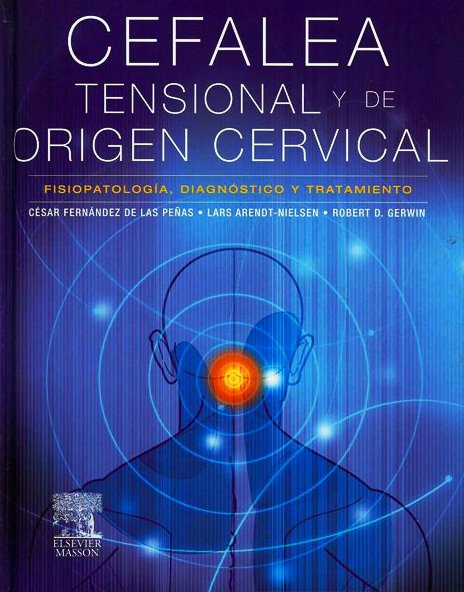 CEFALEA
TENSIONAL Y DE
ORIGEN CERVICAL
FISIOPATOLOGÍA, DIAGNÓSTICO Y TRATAMIENTO
CÉSAR FERNÁNDEZ DE LAS PEÑAS • LARS ARENDT-NIELSEN • ROBERT D. GERWIN
ELSEVIER
MASSON